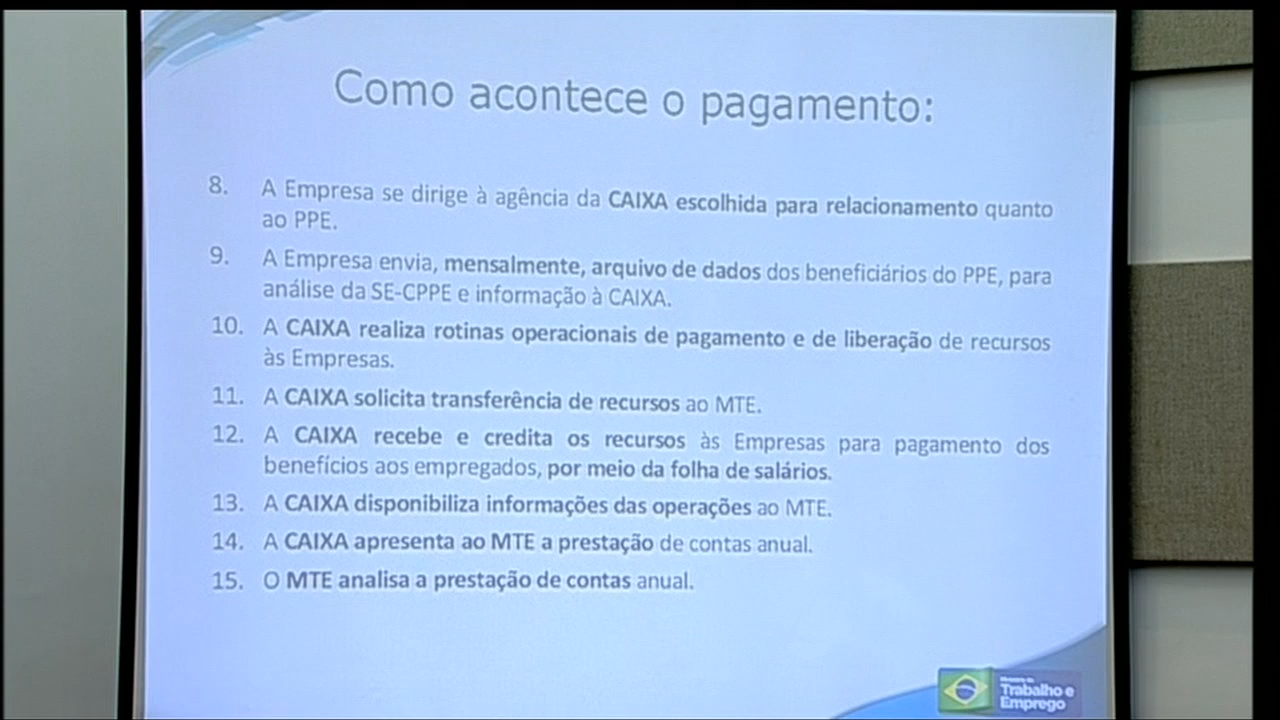 Como acontece o pagamento:
8. A Empresa se dirige à agência da CAIXA escolhida para relacionamento quanto
ao PPE.
9. A Empresa envia, mensalmente, arquivo de dados dos beneficiários do PPE, para
análise da SE-CPPE e informação à CAIXA.
10. A CAIXA realiza rotinas operacionais de pagamento e de liberação de recursos
às Empresas.
11. A CAIXA solicita transferência de recursos ao MTE.
12. A CAIXA recebe e credita os recursos às Empresas para pagamento dos
benefícios aos empregados, por meio da folha de salários.
13. A CAIXA disponibiliza informações das operações ao MTE.
14. A CAIXA apresenta ao MTE a prestação de contas anual.
15. O MTE analisa a prestação de contas anual.
Ministério do
Trabalho e
Emprego